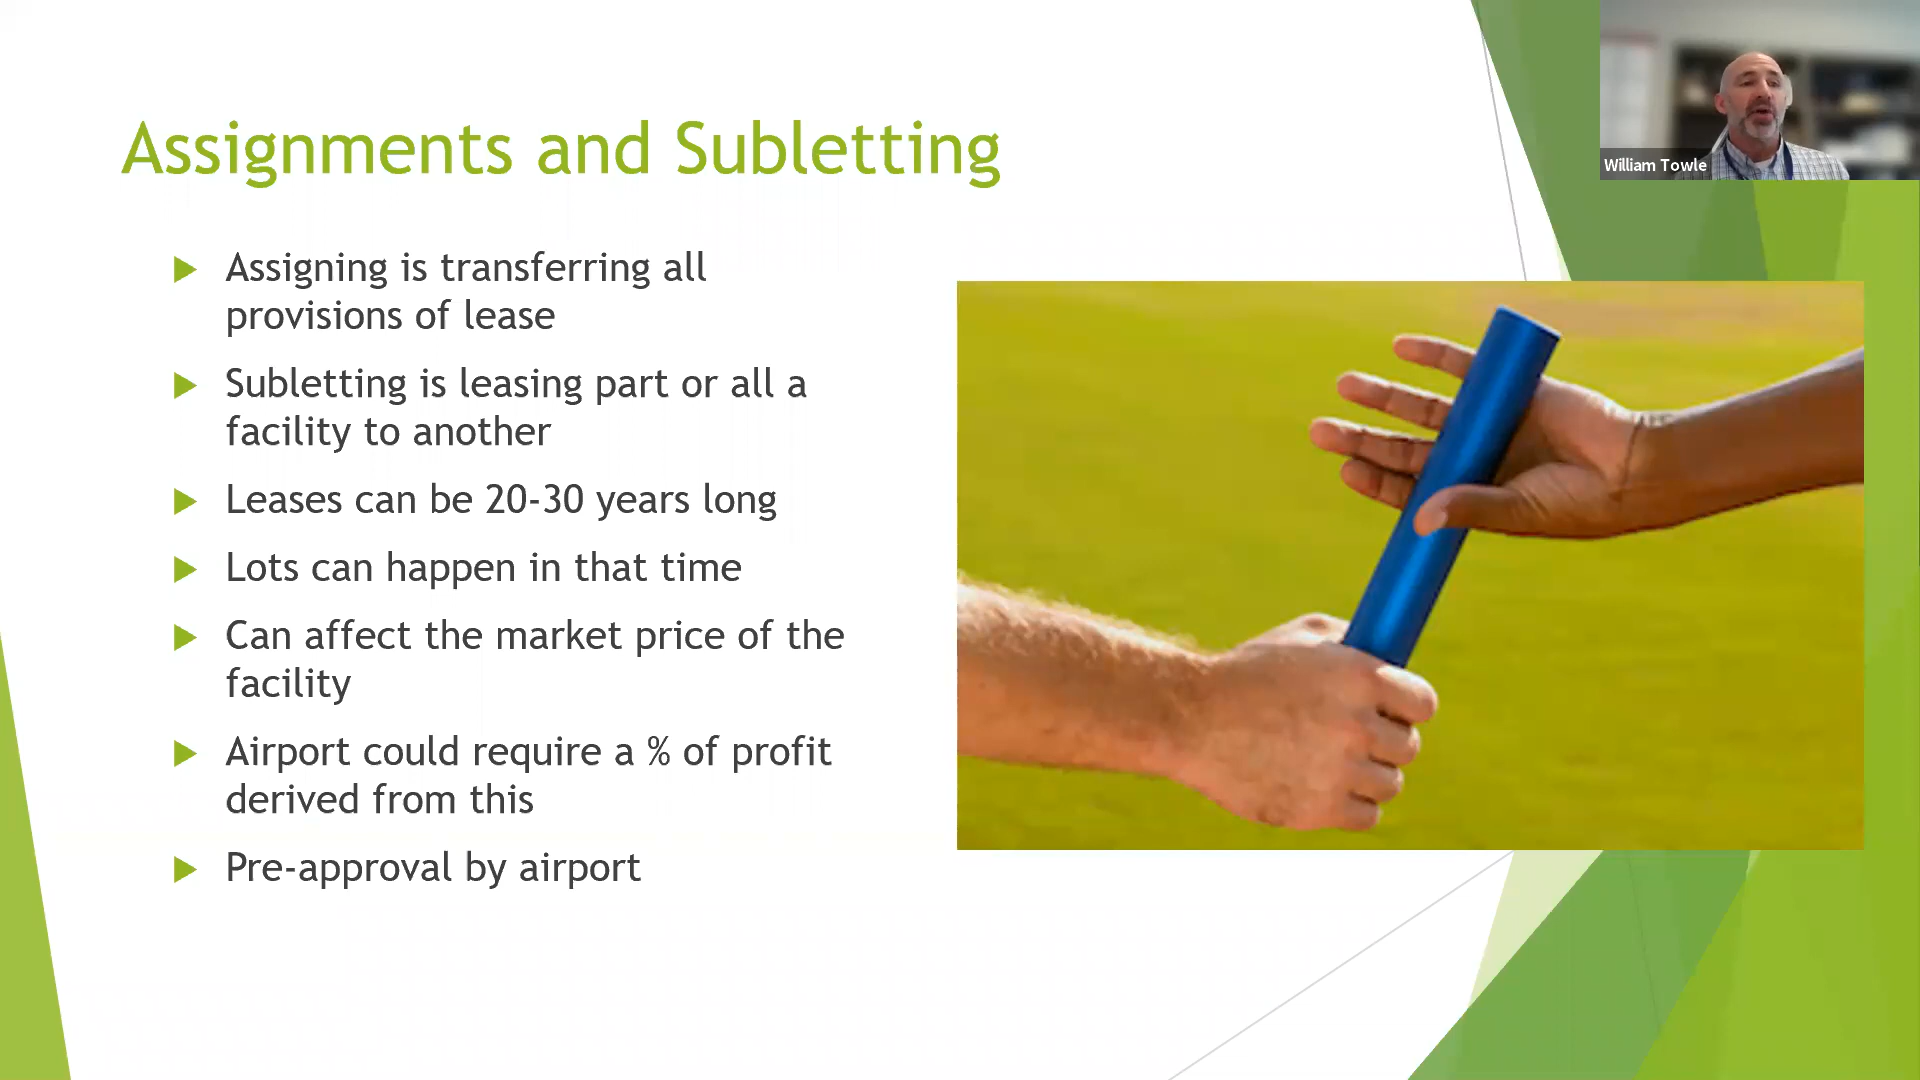 Assignments and Subletting
William Towle
Assigning is transferring all
provisions of lease
Subletting is leasing part or all a
facility to another
Leases can be 20-30 years long
Lots can happen in that time
Can affect the market price of the
facility
Airport could require a % of profit
derived from this
Pre-approval by airport